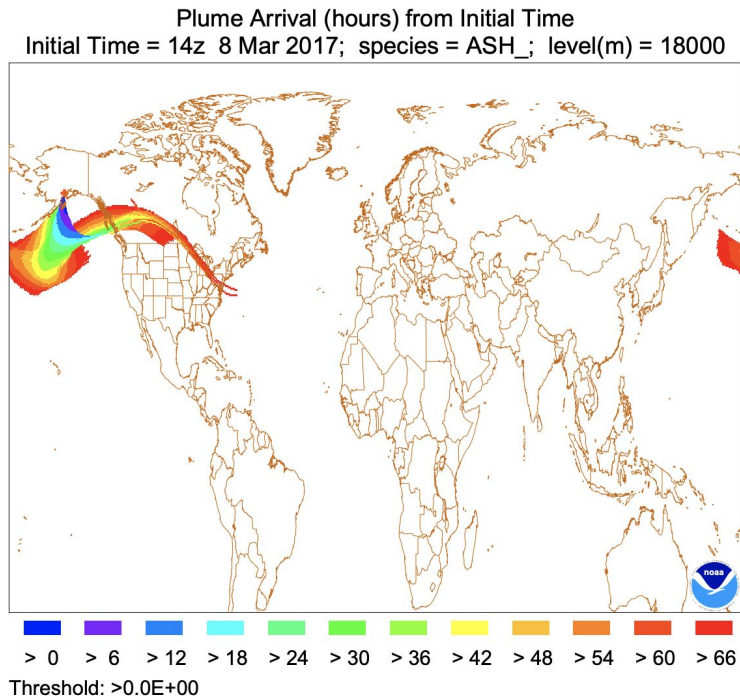 Plume Arrival (hours) from Initial Time
Initial Time = 14z 8 Mar 2017; species = ASH_; level(m) = 18000
noaa
> 0 > 6 > 12 > 18 > 24 > 30 > 36 > 42 > 48 > 54 > 60 > 66
Threshold: >0.0E+00